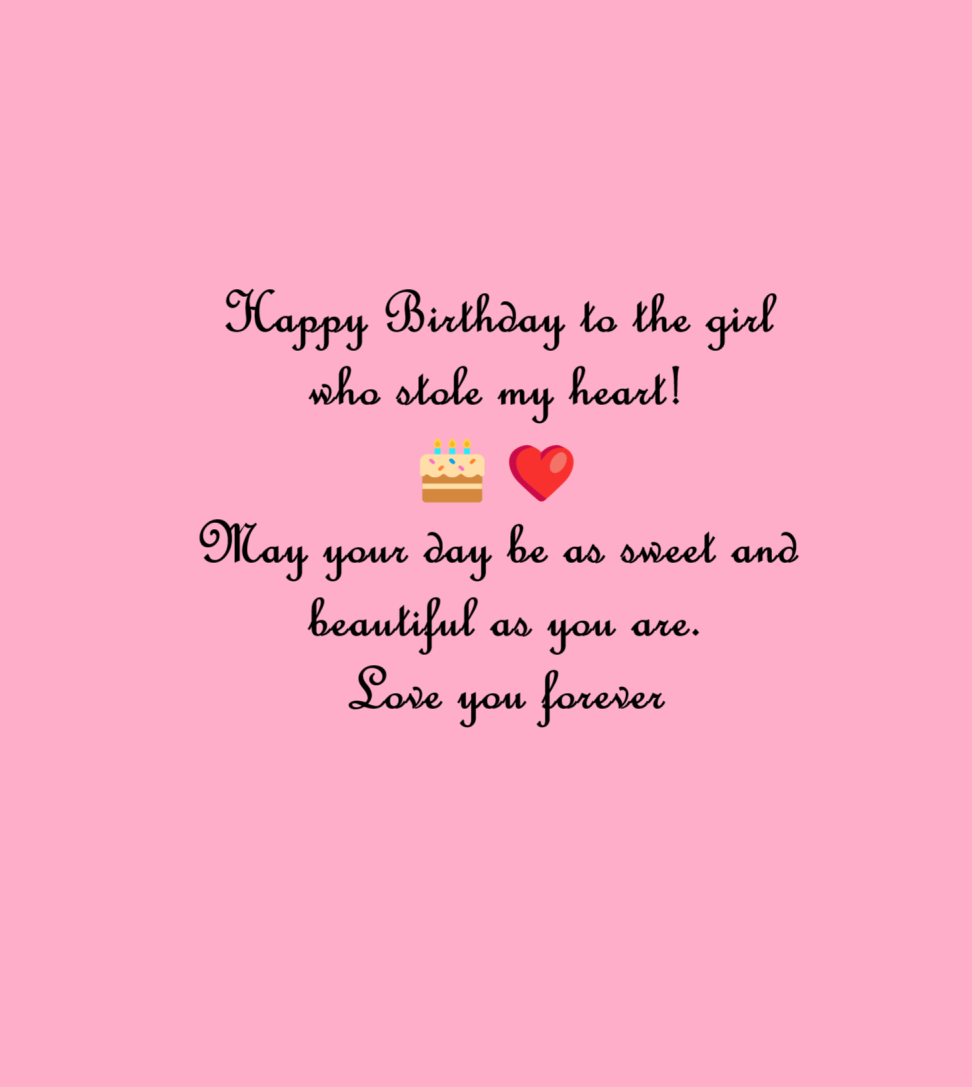 Happy Birthday to the girl
who stole my heart!
🎂 ❤️
May your day be as sweet and
beautiful as you are.
Love you forever